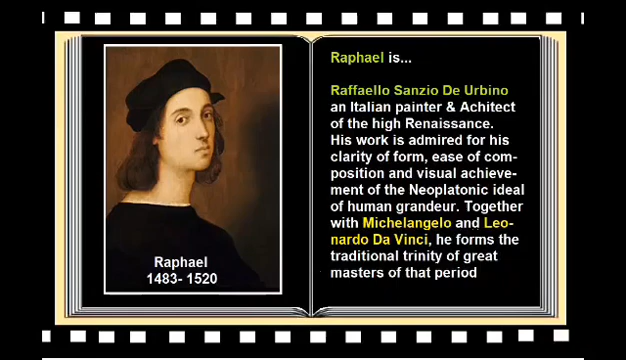 Raphael
1483- 1520
Raphael is...
Raffaello Sanzio De Urbino
an Italian painter & Achitect
of the high Renaissance.
His work is admired for his
clarity of form, ease of com-
position and visual achieve-
ment of the Neoplatonic ideal
of human grandeur. Together
with Michelangelo and Leo-
nardo Da Vinci, he forms the
traditional trinity of great
masters of that period